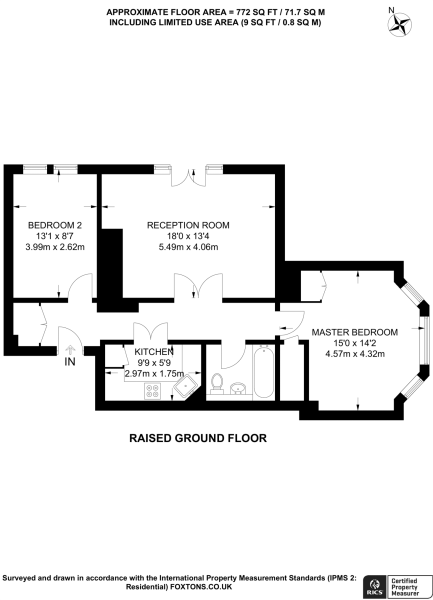 APPROXIMATE FLOOR AREA = 772 SQ FT / 71.7 SQ M
INCLUDING LIMITED USE AREA (9 SQ FT / 0.8 SQ M)
N
BEDROOM 2
13'1 x 8'7
3.99m x 2.62m
RECEPTION ROOM
18'0 x 13'4
5.49m x 4.06m
MASTER BEDROOM
15'0 x 14'2
4.57m x 4.32m
IN
KITCHEN
9'9 x 5'9
2.97m x 1.75m
RAISED GROUND FLOOR
Surveyed and drawn in accordance with the International Property Measurement Standards (IPMS 2:
Residential) FOXTONS.CO.UK
RICS
Certified
Property
Measurer